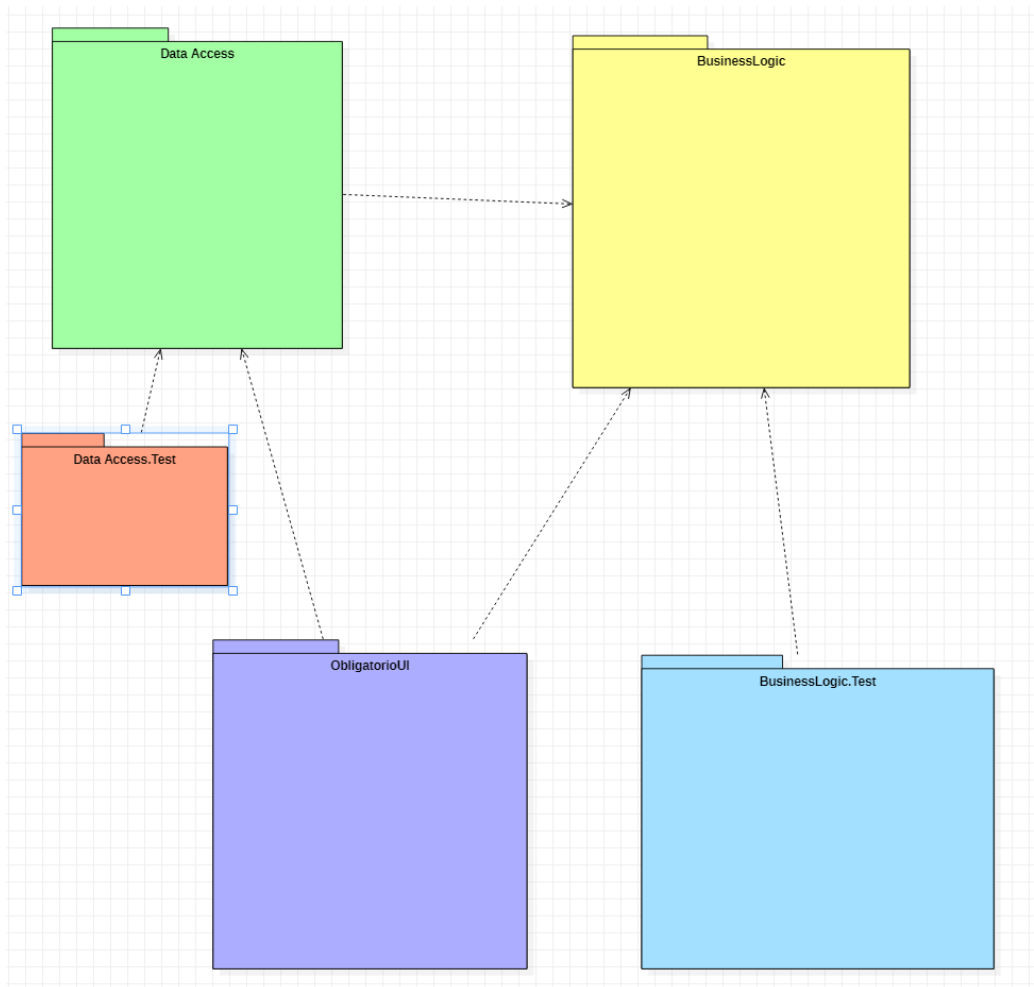 Data Access
BusinessLogic
Data Access.Test
ObligatorioUI
BusinessLogic.Test